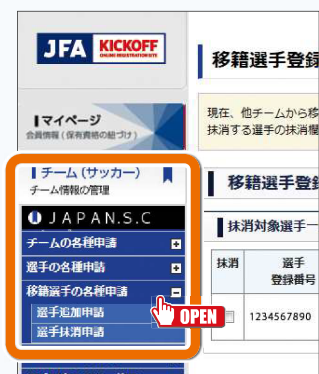 JFA KICKOFF
ONLINE REGISTRATION SITE
移籍選手登録
マイページ
会員情報（保有資格の紐づけ）
現在、他チームから移
抹消する選手の抹消欄
チーム（サッカー）
チーム情報の管理
JAPAN.S.C
チームの各種申請
選手の各種申請
移籍選手の各種申請
選手追加申請
選手抹消申請
OPEN
移籍選手登録
抹消対象選手一
抹消
選手
登録番号
1234567890